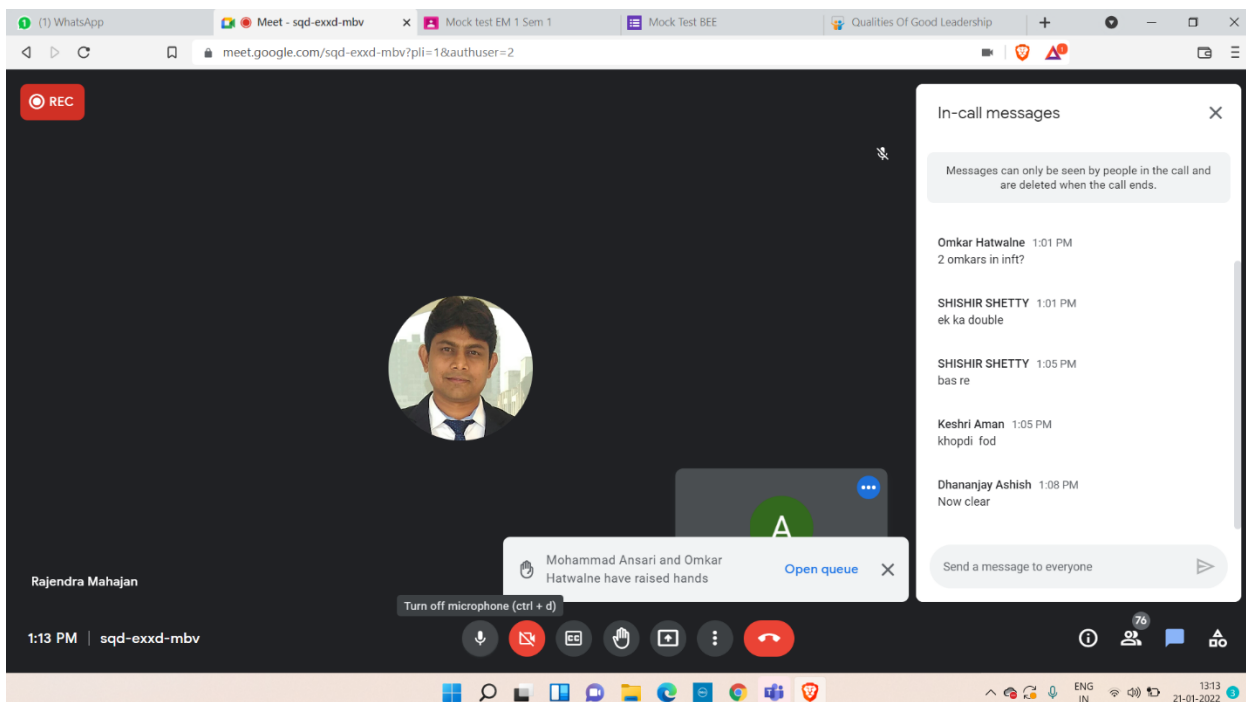 (1) WhatsApp
Meet - sqd-exxd-mbv
Mock test EM 1 Sem 1
Mock Test BEE
Qualities Of Good Leadership
meet.google.com/sqd-exxd-mbv?pli=1&authuser=2
REC
In-call messages
Messages can only be seen by people in the call and
are deleted when the call ends.
Omkar Hatwalne 1:01 PM
2 omkars in inft?
SHISHIR SHETTY 1:01 PM
ek ka double
SHISHIR SHETTY 1:05 PM
bas re
Keshri Aman 1:05 PM
khopdi fod
Dhananjay Ashish 1:08 PM
Now clear
A
Mohammad Ansari and Omkar
Hatwalne have raised hands
Open queue
Send a message to everyone
Rajendra Mahajan
Turn off microphone (ctrl + d)
1:13 PM | sqd-exxd-mbv
CC
76
ENG
IN
13:13
21-01-2022
3